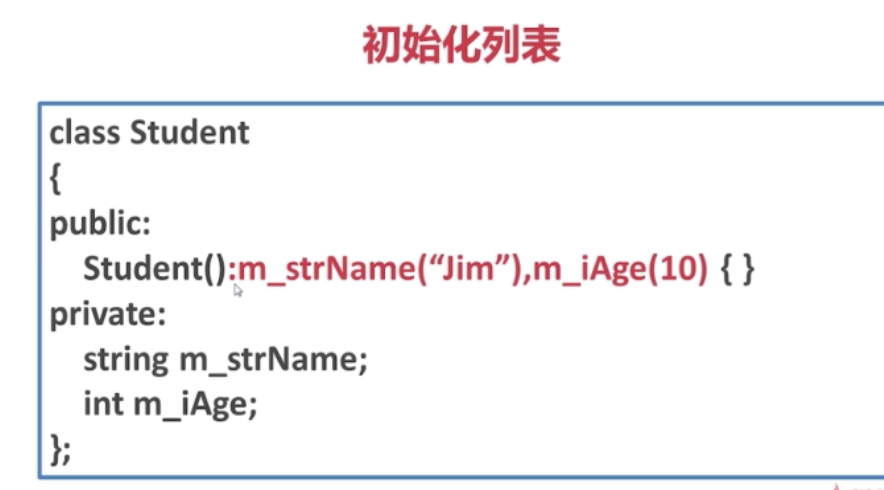 初始化列表
class Student
{
public:
Student():m_strName(“Jim”),m_iAge(10) { }
private:
string m_strName;
int m_iAge;
};